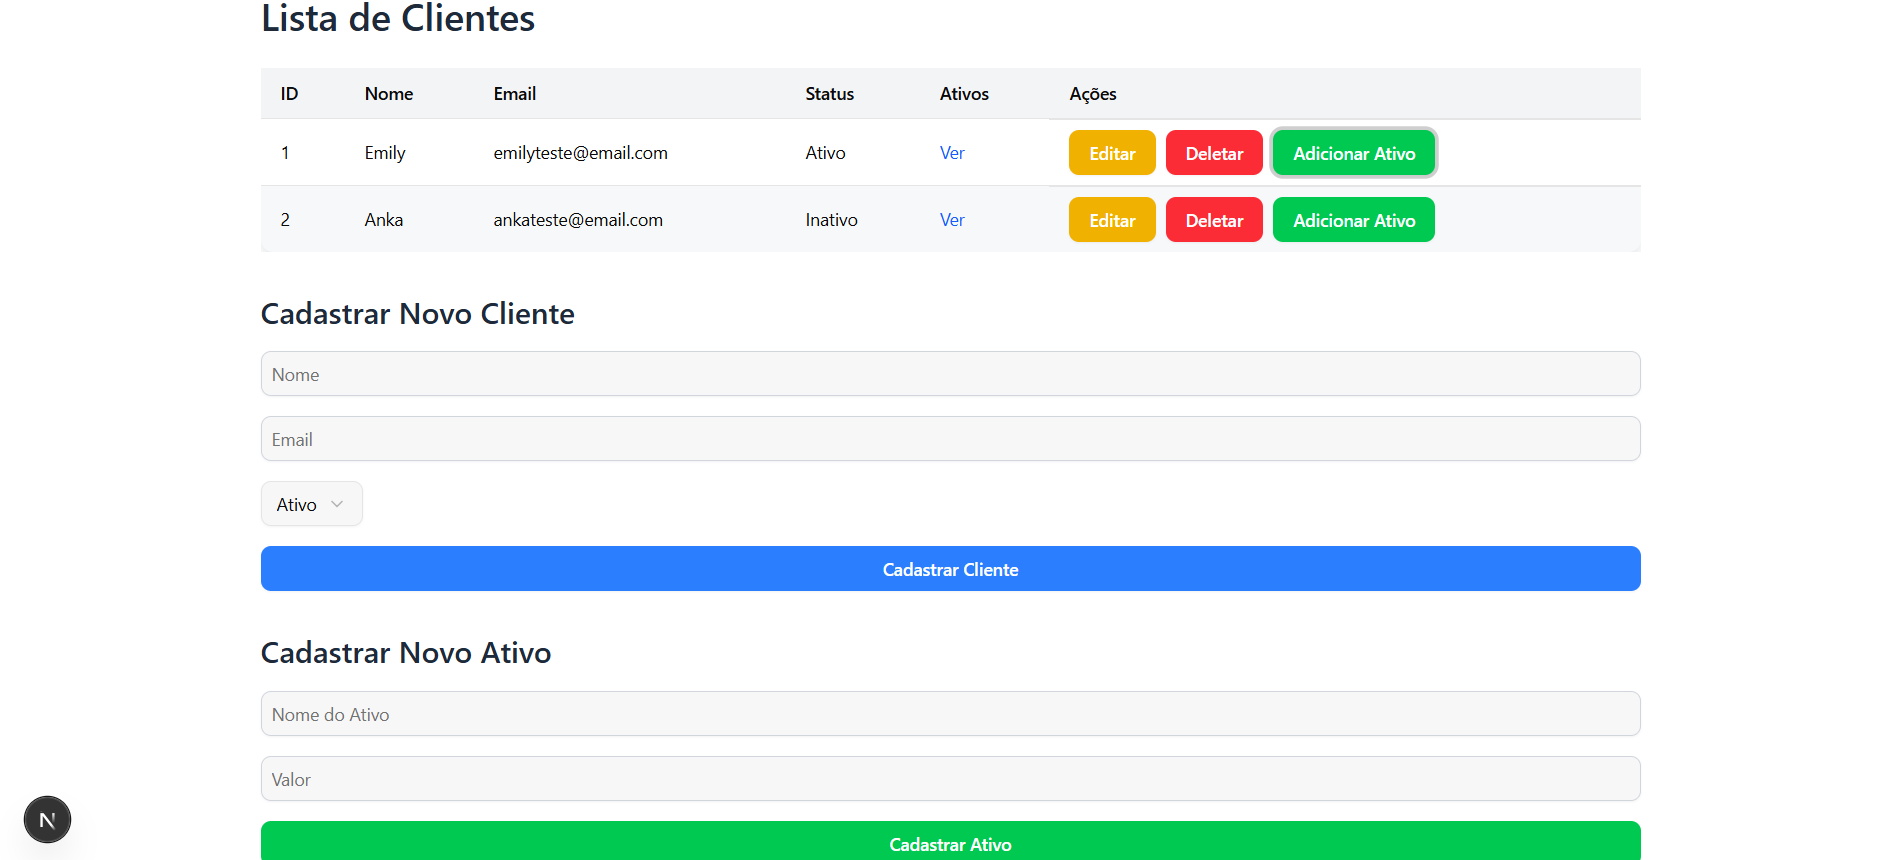 Lista de Clientes
ID Nome Email Status Ativos Ações
1 Emily emilyteste@email.com Ativo Ver Editar Deletar Adicionar Ativo
2 Anka ankateste@email.com Inativo Ver Editar Deletar Adicionar Ativo
Cadastrar Novo Cliente
Nome
Email
Ativo
Cadastrar Cliente
Cadastrar Novo Ativo
Nome do Ativo
Valor
N
Cadastrar Ativo